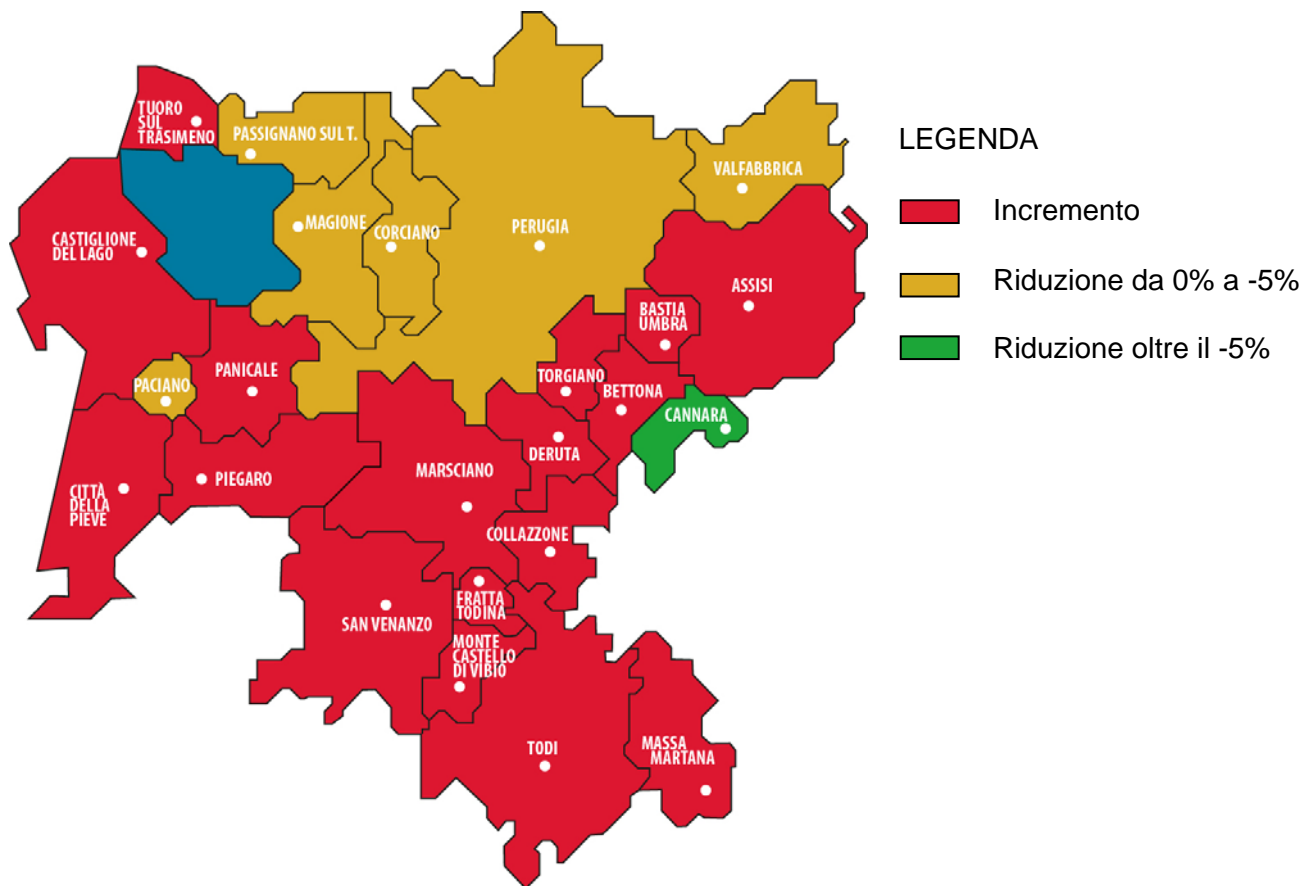 TUORO
SUL
TRASIMENO
PASSIGNANO SUL T.
VALFABBRICA
MAGIONE
CORCIANO
PERUGIA
CASTIGLIONE
DEL LAGO
ASSISI
BASTIA
UMBRA
PACIANO
PANICALE
TORGIANO
BETTONA
CANNARA
DERUTA
MARSCIANO
CITTÀ
DELLA
PIEVE
PIEGARO
COLLAZZONE
FRATTA
TODINA
SAN VENANZO
MONTE
CASTELLO
DI VIBIO
TODI
MASSA
MARTANA
LEGENDA
Incremento
Riduzione da 0% a -5%
Riduzione oltre il -5%